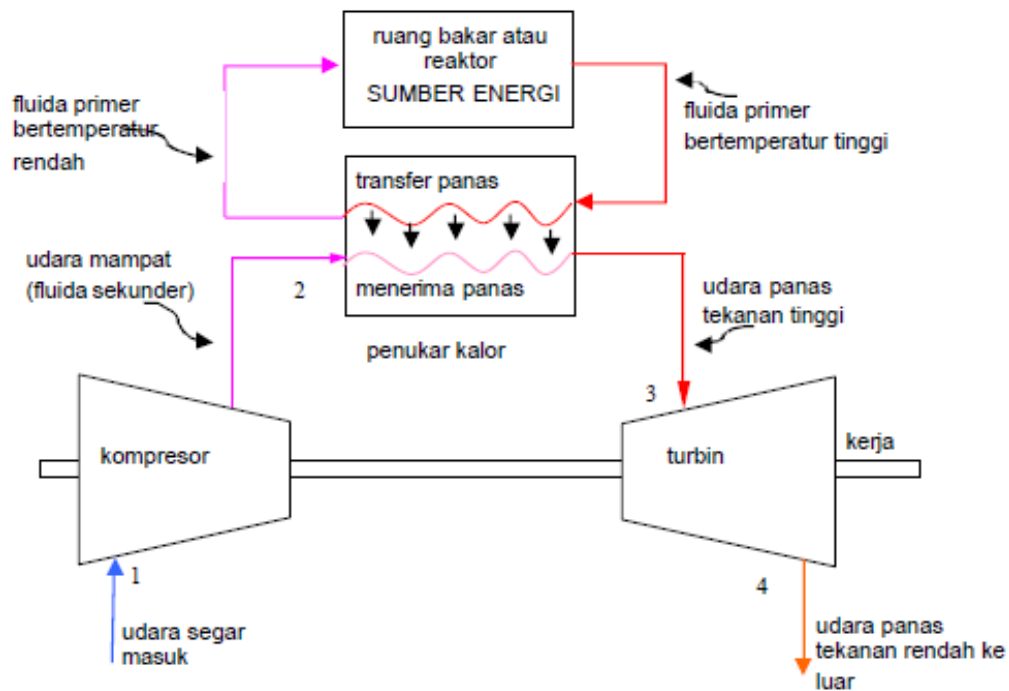 ruang bakar atau
reaktor
SUMBER ENERGI
fluida primer
bertemperatur
rendah
fluida primer
bertemperatur tinggi
transfer panas
menerima panas
penukar kalor
udara mampat
(fluida sekunder)
2
udara panas
tekanan tinggi
3
kompresor
turbin
kerja
1
udara segar
masuk
4
udara panas
tekanan rendah ke
luar